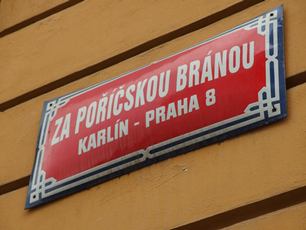 ZA POŘÍČSKOU BRÁNOU
KARLÍN - PRAHA 8